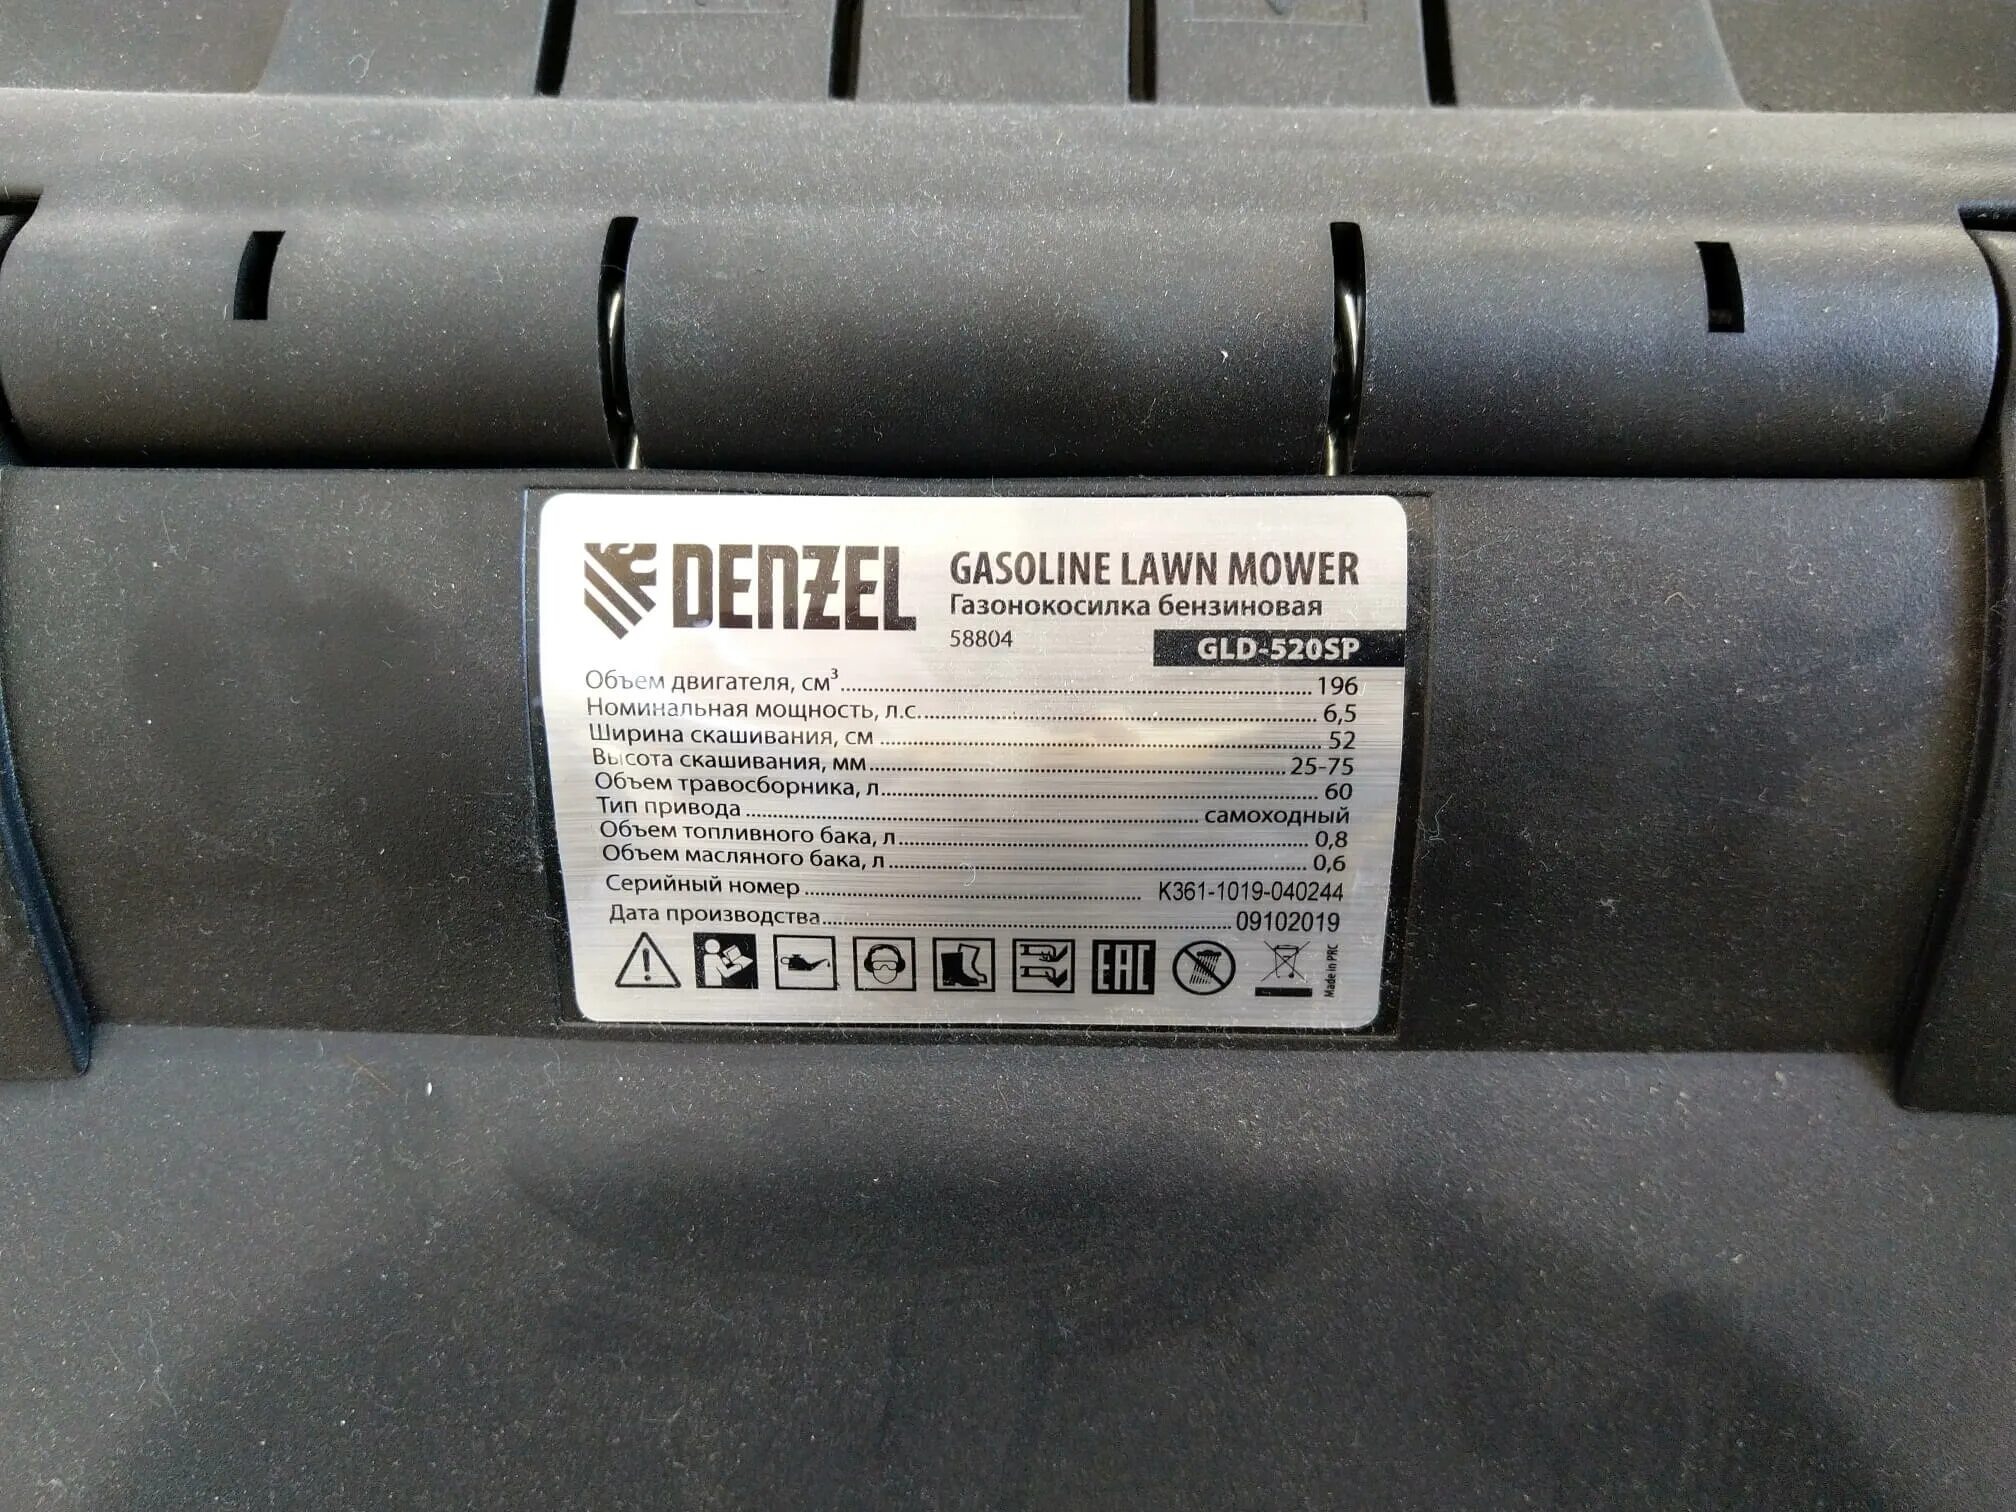 DENZEL
GASOLINE LAWN MOWER
Газонокосилка бензиновая
58804
GLD-520SP
Объем двигателя, см³ 196
Номинальная мощность, л.с. 6,5
Ширина скашивания, см 52
Высота скашивания, мм 25-75
Объем травосборника, л. 60
Тип привода самоходный
Объем топливного бака, л 0,8
Объем масляного бака, л 0,6
Серийный номер K361-1019-040244
Дата производства 09102019
EAC
Made in PRC